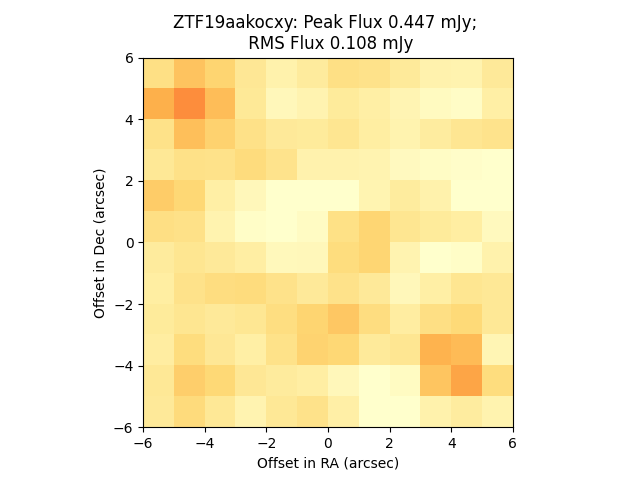 ZTF19aakocxy: Peak Flux 0.447 mJy;
RMS Flux 0.108 mJy
6
4
2
0
−2
−4
−6
Offset in Dec (arcsec)
−6 −4 −2 0 2 4 6
Offset in RA (arcsec)